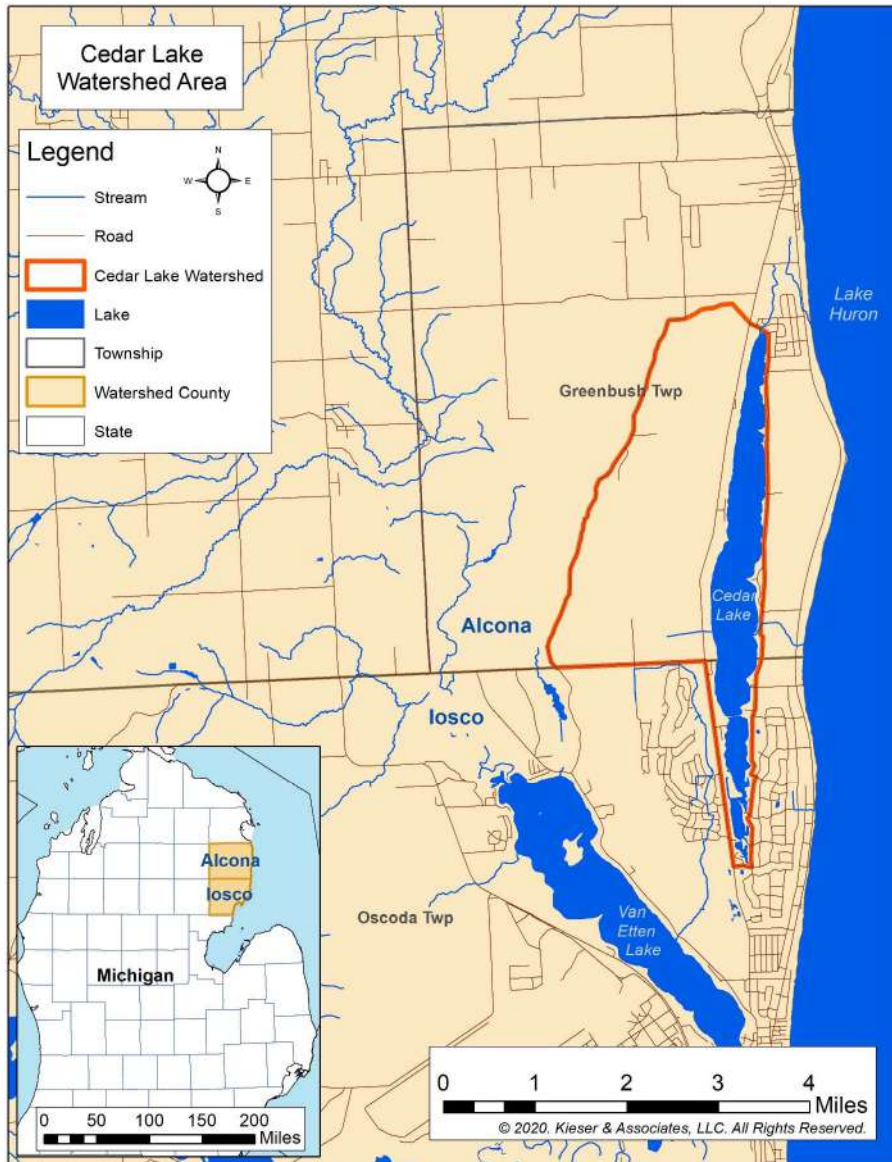 Cedar Lake
Watershed Area
Legend
N
W
E
S
Stream
Road
Cedar Lake Watershed
Lake
Township
Watershed County
State
Lake
Huron
Greenbush Twp
Cedar
Lake
Alcona
Iosco
Van
Etten
Lake
Oscoda Twp
Alcona
Iosco
Michigan
0 50 100 150 200
Miles
0 1 2 3 4
Miles
© 2020. Kieser & Associates, LLC. All Rights Reserved.